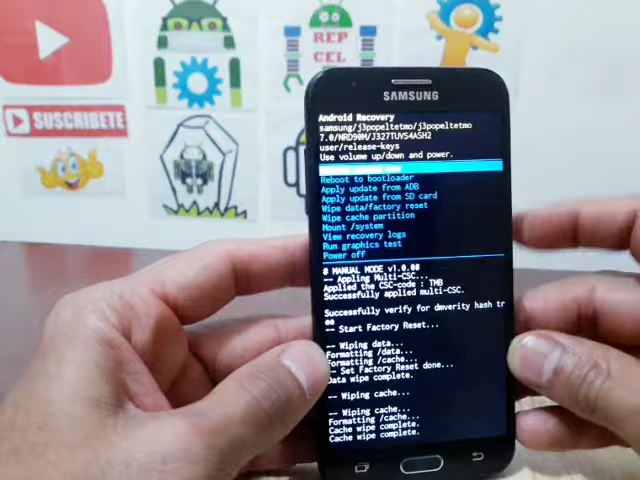 REP
CEL
SUSCRIBETE
SAMSUNG
Android Recovery
samsung/j3popeltetmo/j3popeltetmo
7.0/NRD90M/J327TUVS4ASH2
user/release-keys
Use volume up/down and power.
Reboot to bootloader
Apply update from ADB
Apply update from SD card
Wipe data/factory reset
Wipe cache partition
Mount /system
View recovery logs
Run graphics test
Power off
# MANUAL MODE v1.0.0#
-- Appling Multi-CSC...
Applied the CSC-code : TMB
Successfully applied multi-CSC.
Successfully verify for dmverity hash tr
ee
-- Start Factory Reset...
-- Wiping data...
Formatting /data...
Formatting /cache...
-- Set Factory Reset done...
Data wipe complete.
-- Wiping cache...
-- Wiping cache...
Formatting /cache...
Cache wipe complete.
Cache wipe complete.